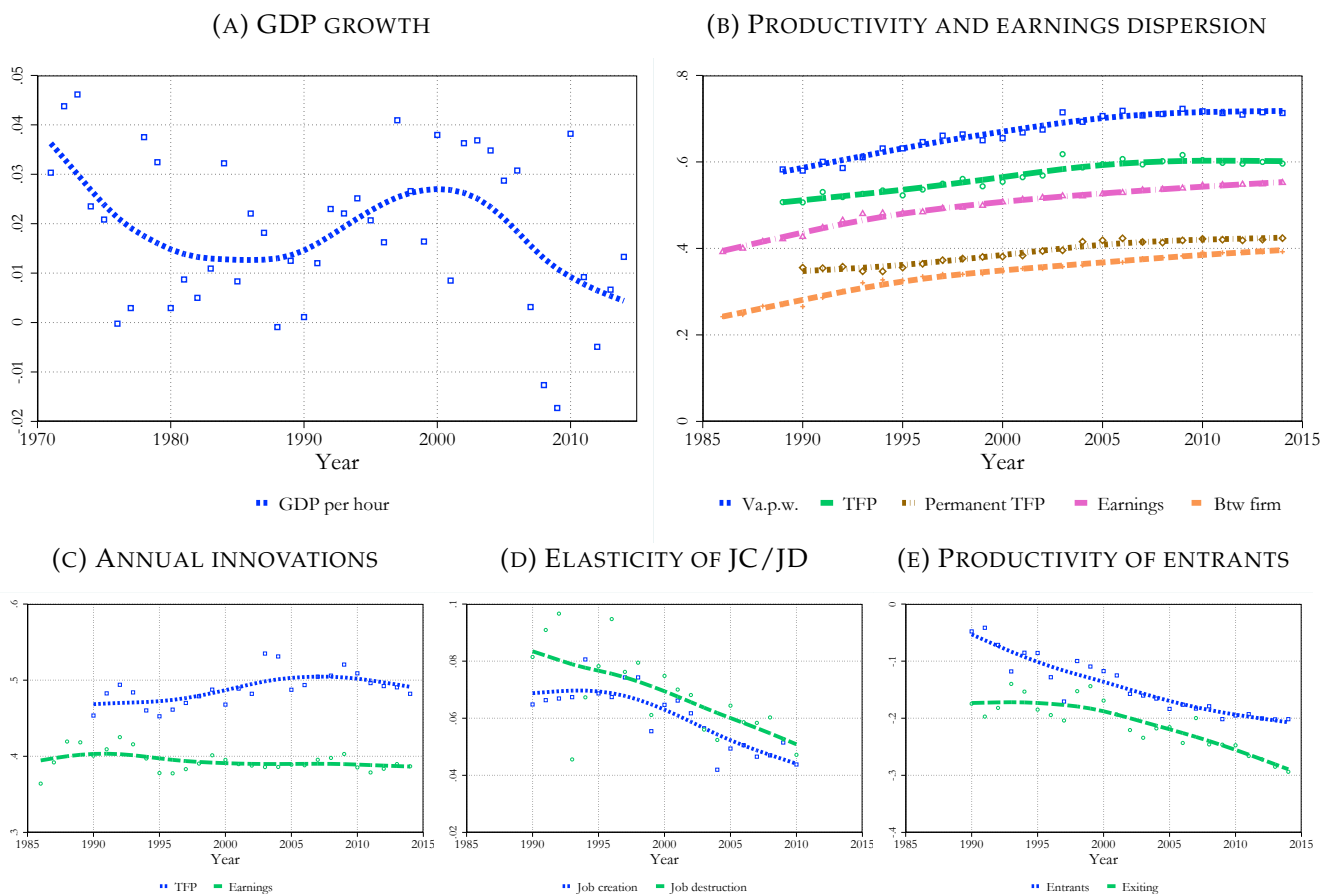 (A) GDP GROWTH
.05
.04
.03
.02
.01
0
-.01
-.02
1970 1980 1990 2000 2010
Year
GDP per hour
(B) PRODUCTIVITY AND EARNINGS DISPERSION
.8
.6
.4
.2
0
1985 1990 1995 2000 2005 2010 2015
Year
Va.p.w. TFP Permanent TFP Earnings Btw firm
(C) ANNUAL INNOVATIONS
.6
.5
.4
.3
1985 1990 1995 2000 2005 2010 2015
Year
TFP Earnings
(D) ELASTICITY OF JC/JD
.1
.08
.06
.04
.02
1985 1990 1995 2000 2005 2010 2015
Year
Job creation Job destruction
(E) PRODUCTIVITY OF ENTRANTS
0
-.1
-.2
-.3
-.4
1985 1990 1995 2000 2005 2010 2015
Year
Entrants Exiting